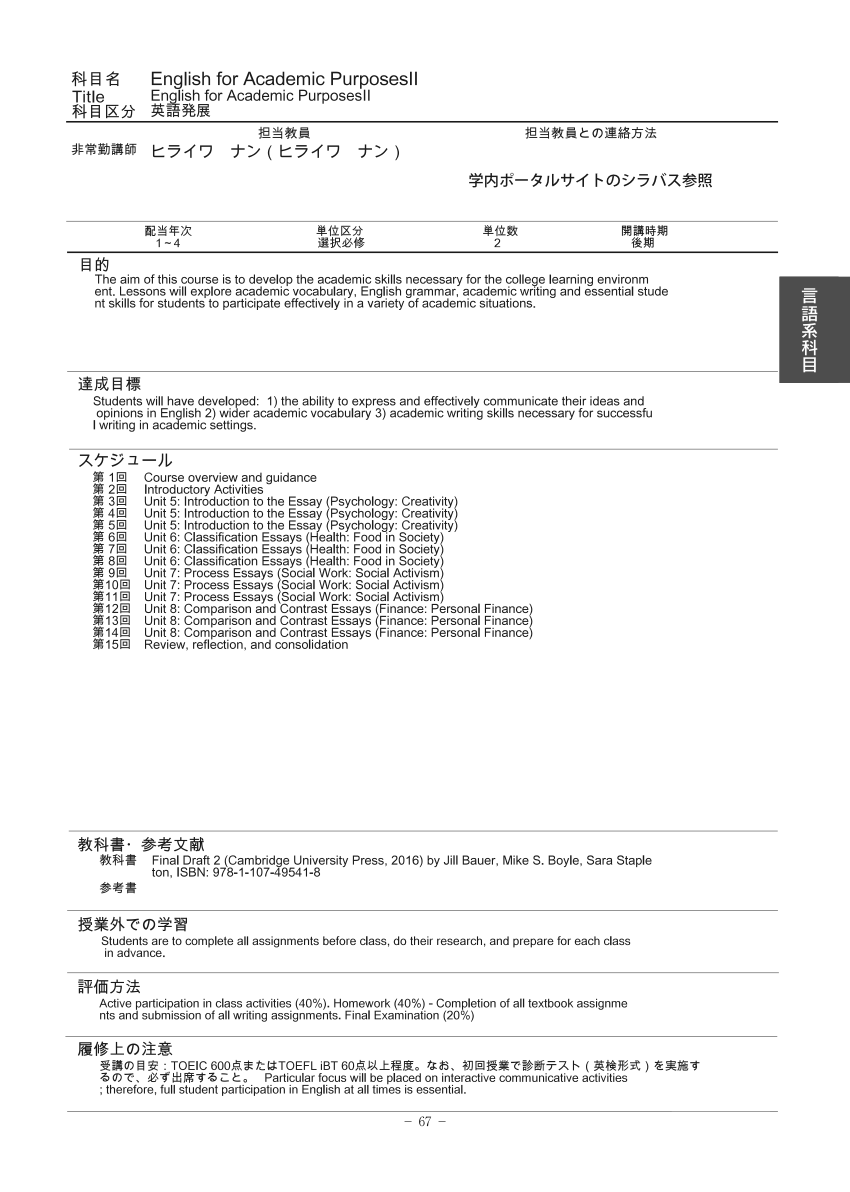 科目名 English for Academic PurposesII
Title English for Academic PurposesII
科目区分 英語発展
担当教員 担当教員との連絡方法
非常勤講師 ヒライワ ナン(ヒライワ ナン)
学内ポータルサイトのシラバス参照
配当年次 単位区分 単位数 開講時期
1~4 選択必修 2 後期
目的
The aim of this course is to develop the academic skills necessary for the college learning environm
ent. Lessons will explore academic vocabulary, English grammar, academic writing and essential stude
nt skills for students to participate effectively in a variety of academic situations.
言語系科目
達成目標
Students will have developed: 1) the ability to express and effectively communicate their ideas and
opinions in English 2) wider academic vocabulary 3) academic writing skills necessary for successfu
l writing in academic settings.
スケジュール
第 1回 Course overview and guidance
第 2回 Introductory Activities
第 3回 Unit 5: Introduction to the Essay (Psychology: Creativity)
第 4回 Unit 5: Introduction to the Essay (Psychology: Creativity)
第 5回 Unit 5: Introduction to the Essay (Psychology: Creativity)
第 6回 Unit 6: Classification Essays (Health: Food in Society)
第 7回 Unit 6: Classification Essays (Health: Food in Society)
第 8回 Unit 6: Classification Essays (Health: Food in Society)
第 9回 Unit 7: Process Essays (Social Work: Social Activism)
第10回 Unit 7: Process Essays (Social Work: Social Activism)
第11回 Unit 7: Process Essays (Social Work: Social Activism)
第12回 Unit 8: Comparison and Contrast Essays (Finance: Personal Finance)
第13回 Unit 8: Comparison and Contrast Essays (Finance: Personal Finance)
第14回 Unit 8: Comparison and Contrast Essays (Finance: Personal Finance)
第15回 Review, reflection, and consolidation
教科書・参考文献
教科書 Final Draft 2 (Cambridge University Press, 2016) by Jill Bauer, Mike S. Boyle, Sara Staple
ton, ISBN: 978-1-107-49541-8
参考書
授業外での学習
Students are to complete all assignments before class, do their research, and prepare for each class
in advance.
評価方法
Active participation in class activities (40%). Homework (40%) - Completion of all textbook assignme
nts and submission of all writing assignments. Final Examination (20%)
履修上の注意
受講の目安:TOEIC 600点またはTOEFL iBT 60点以上程度。なお、初回授業で診断テスト(英検形式)を実施す
るので、必ず出席すること。 Particular focus will be placed on interactive communicative activities
; therefore, full student participation in English at all times is essential.
- 67 -